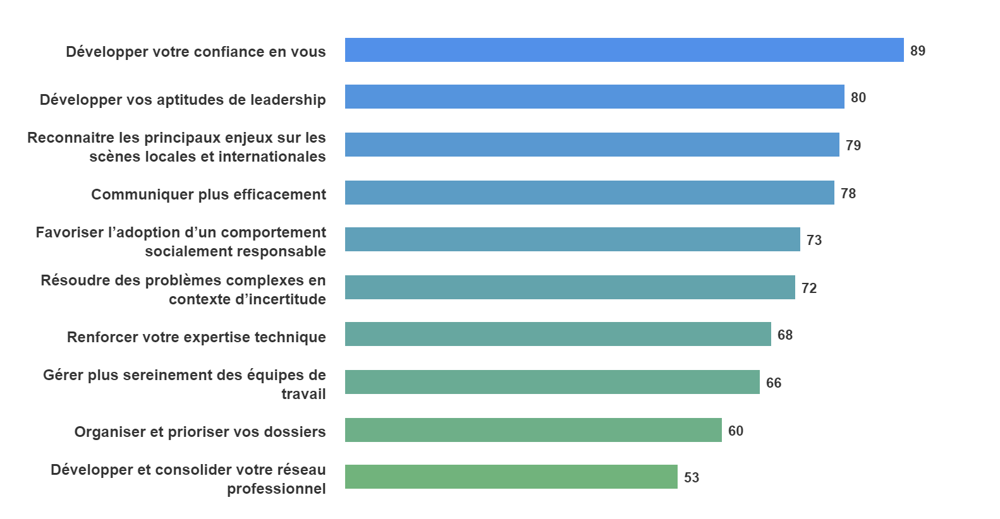 Développer votre confiance en vous 89
Développer vos aptitudes de leadership 80
Reconnaitre les principaux enjeux sur les
scènes locales et internationales 79
Communiquer plus efficacement 78
Favoriser l’adoption d’un comportement
socialement responsable 73
Résoudre des problèmes complexes en
contexte d’incertitude 72
Renforcer votre expertise technique 68
Gérer plus sereinement des équipes de
travail 66
Organiser et prioriser vos dossiers 60
Développer et consolider votre réseau
professionnel 53